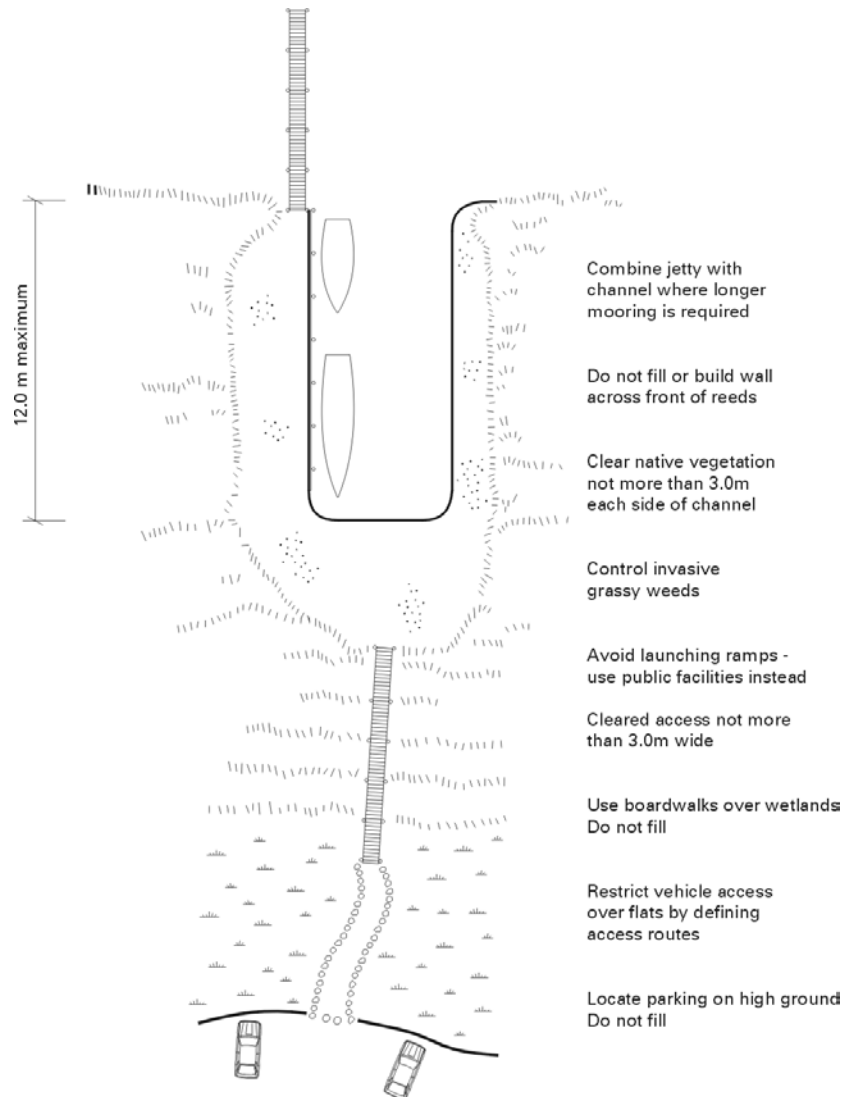 12.0 m maximum
Combine jetty with
channel where longer
mooring is required
Do not fill or build wall
across front of reeds
Clear native vegetation
not more than 3.0m
each side of channel
Control invasive
grassy weeds
Avoid launching ramps -
use public facilities instead
Cleared access not more
than 3.0m wide
Use boardwalks over wetlands
Do not fill
Restrict vehicle access
over flats by defining
access routes
Locate parking on high ground
Do not fill